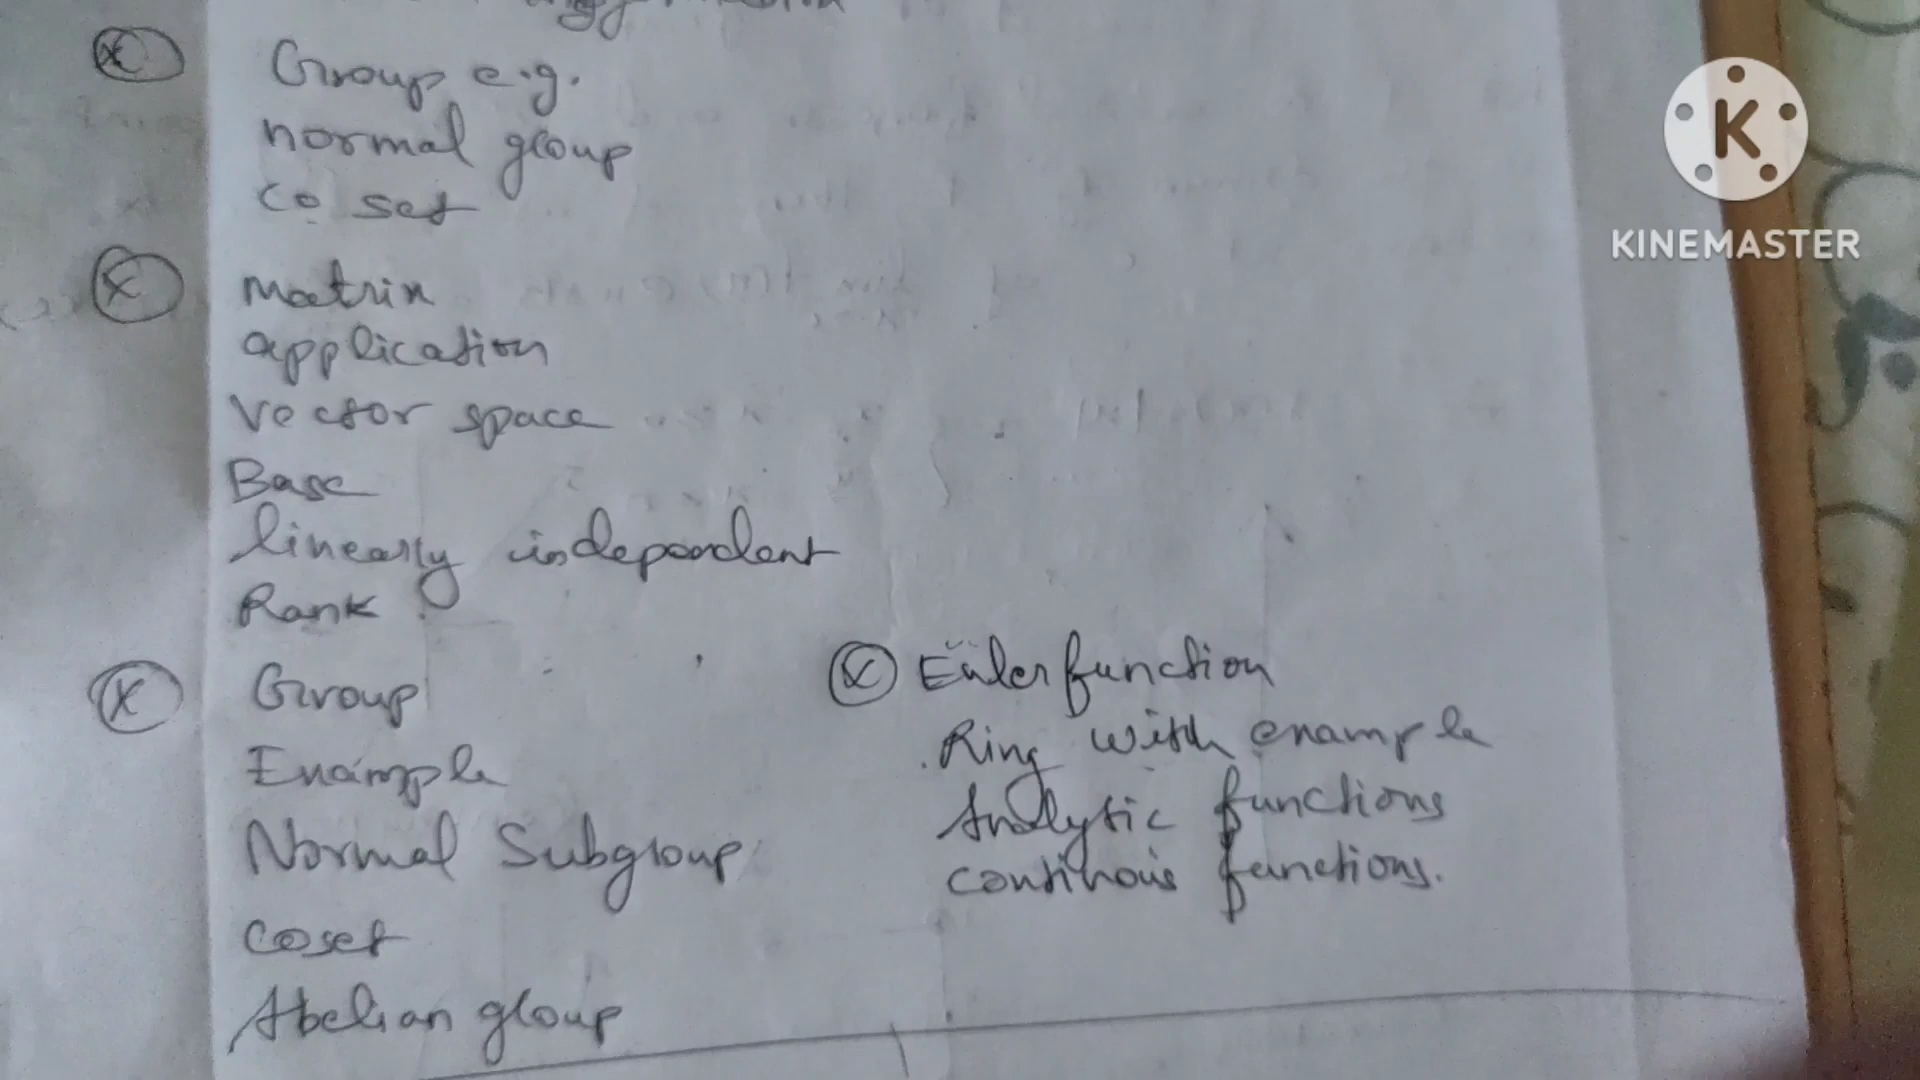 Group e.g.
normal group
co set
Matrix
application
Vector space
Base
linearly independent
Rank
Group
Example
Normal Subgroup
Coset
Abelian group
Euler function
Ring with example
Analytic functions
continous functions.
K
KINEMASTER